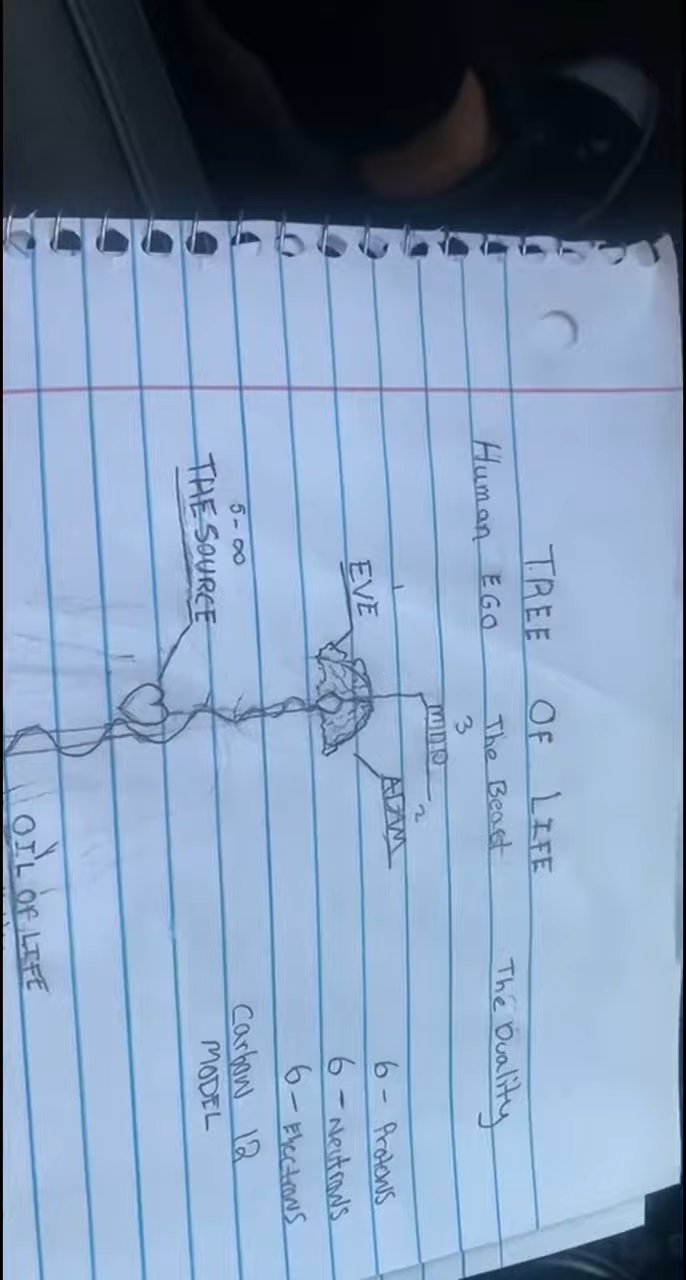 TREE OF LIFE
Human EGO The Beast The Duality
3
MIND
2
ADAM
1
EVE
6 - Protons
6 - Neutrons
6 - Electrons
Carbon 12
MODEL
5-∞
THE SOURCE
OIL OF LIFE